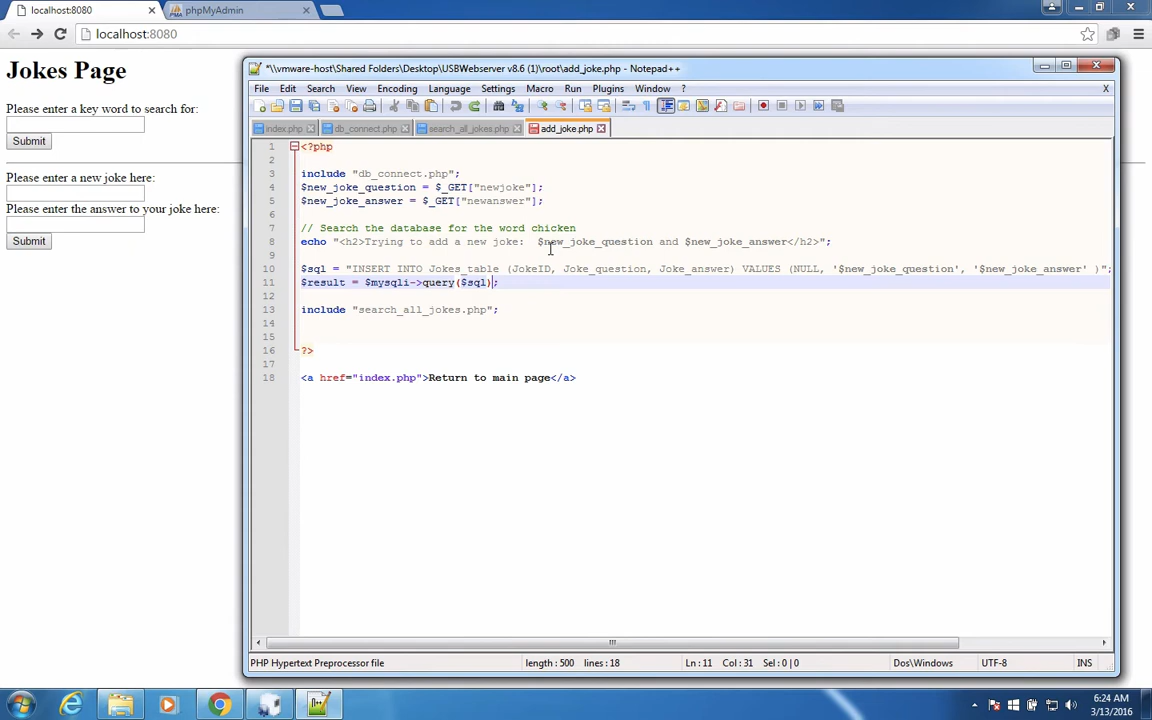 localhost:8080
phpMyAdmin
localhost:8080
Jokes Page
Please enter a key word to search for:
Submit
Please enter a new joke here:
Please enter the answer to your joke here:
Submit
*\\vmware-host\Shared Folders\Desktop\USBWebserver v8.6 (1)\root\add_joke.php - Notepad++
File Edit Search View Encoding Language Settings Macro Run Plugins Window ? X
index.php db_connect.php search_all_jokes.php add_joke.php
1 <?php
2
3 include "db_connect.php";
4 $new_joke_question = $_GET["newjoke"];
5 $new_joke_answer = $_GET["newanswer"];
6
7 // Search the database for the word chicken
8 echo "<h2>Trying to add a new joke:  $new_joke_question and $new_joke_answer</h2>";
9
10 $sql = "INSERT INTO Jokes_table (JokeID, Joke_question, Joke_answer) VALUES (NULL, '$new_joke_question', '$new_joke_answer' )";
11 $result = $mysqli->query($sql);
12
13 include "search_all_jokes.php";
14
15
16 ?>
17
18 <a href="index.php">Return to main page</a>
PHP Hypertext Preprocessor file length : 500 lines : 18 Ln : 11 Col : 31 Sel : 0 | 0 Dos\Windows UTF-8 INS
6:24 AM
3/13/2016